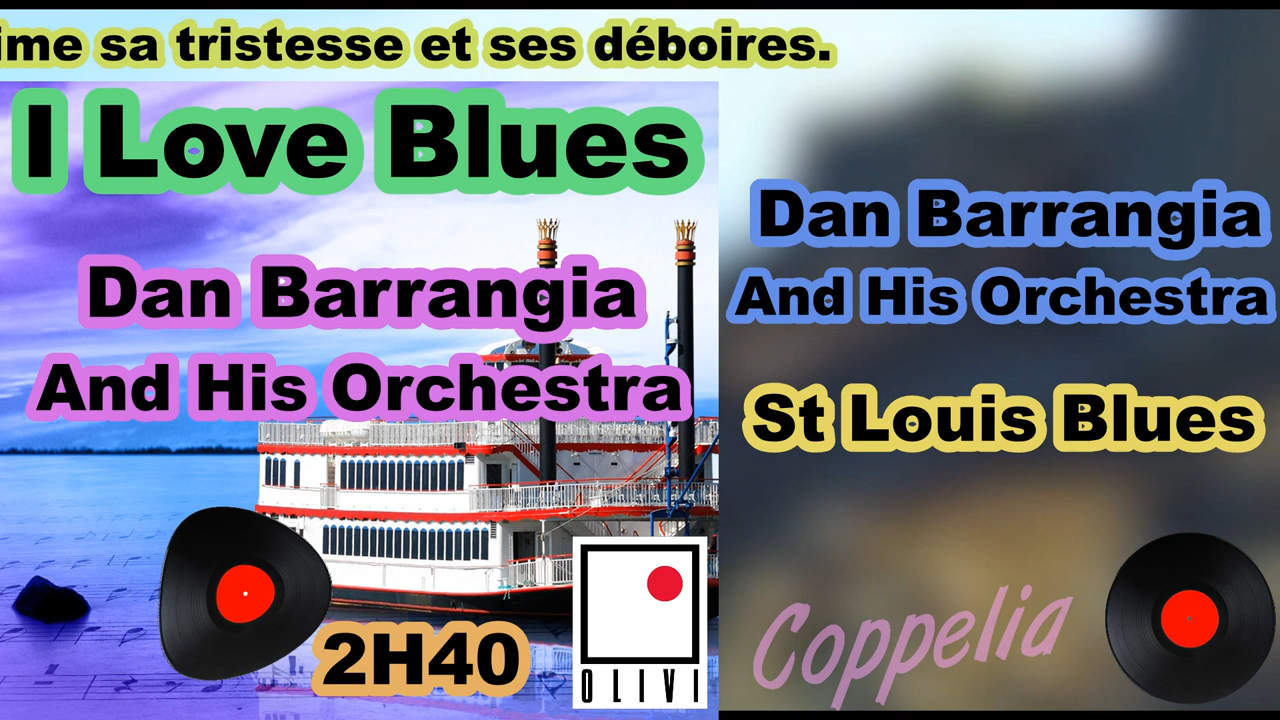 ime sa tristesse et ses déboires.
I Love Blues
Dan Barrangia
And His Orchestra
2H40
OLIVI
Dan Barrangia
And His Orchestra
St Louis Blues
Coppelia